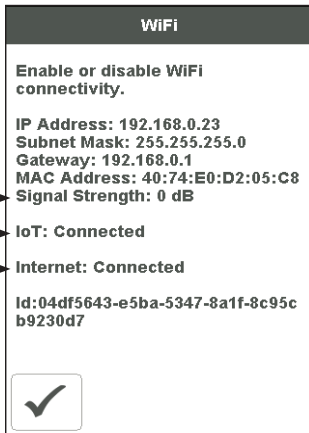 WiFi
Enable or disable WiFi
connectivity.
IP Address: 192.168.0.23
Subnet Mask: 255.255.255.0
Gateway: 192.168.0.1
MAC Address: 40:74:E0:D2:05:C8
Signal Strength: 0 dB
IoT: Connected
Internet: Connected
Id:04df5643-e5ba-5347-8a1f-8c95c
b9230d7